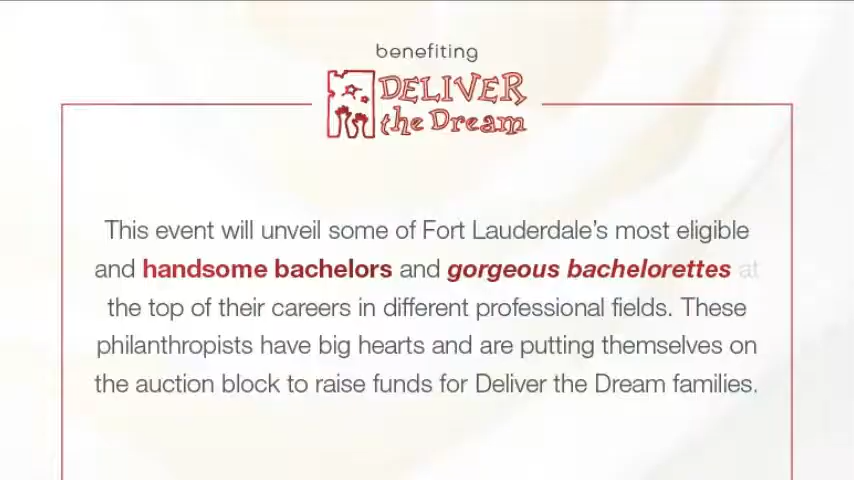 benefiting
DELIVER
the Dream
This event will unveil some of Fort Lauderdale's most eligible
and handsome bachelors and gorgeous bachelorettes at
the top of their careers in different professional fields. These
philanthropists have big hearts and are putting themselves on
the auction block to raise funds for Deliver the Dream families.